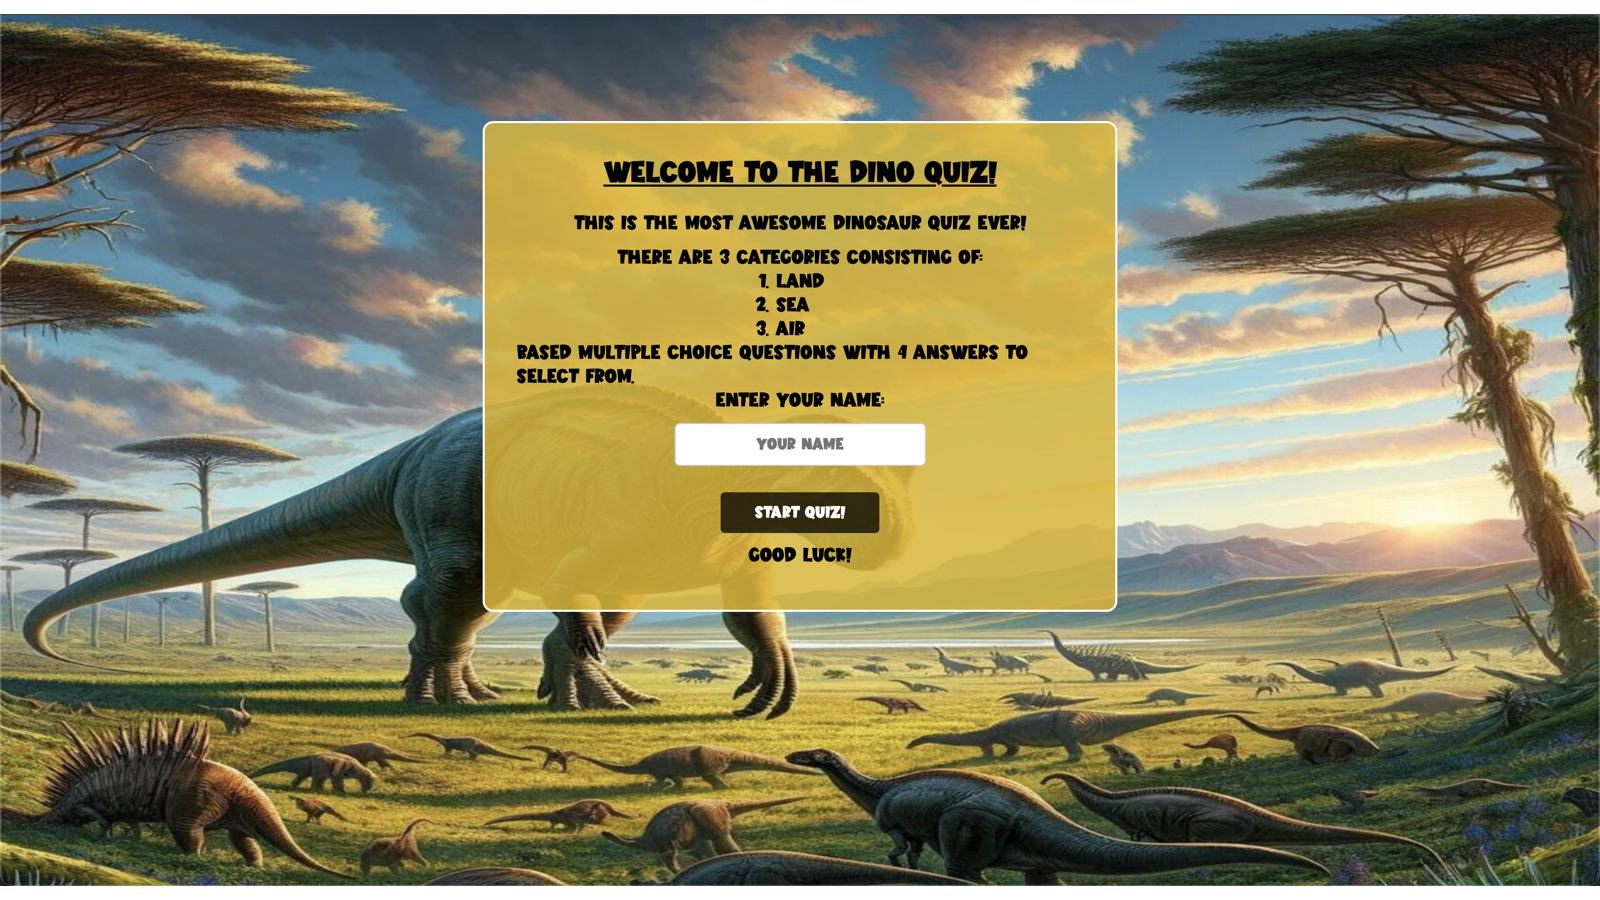 WELCOME TO THE DINO QUIZ!
THIS IS THE MOST AWESOME DINOSAUR QUIZ EVER!
THERE ARE 3 CATEGORIES CONSISTING OF:
1. LAND
2. SEA
3. AIR
BASED MULTIPLE CHOICE QUESTIONS WITH 4 ANSWERS TO
SELECT FROM.
ENTER YOUR NAME:
YOUR NAME
START QUIZ!
GOOD LUCK!